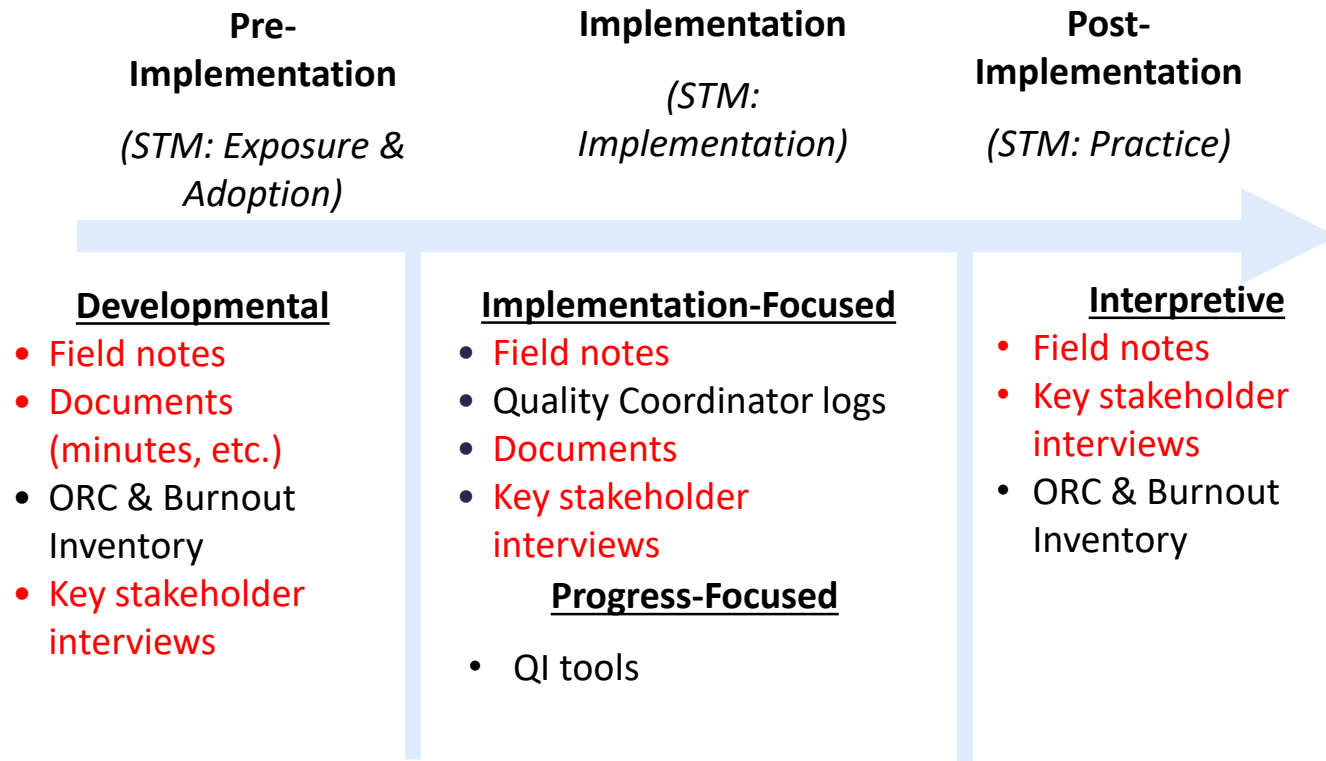 Pre-
Implementation
(STM: Exposure &
Adoption)
Implementation
(STM:
Implementation)
Post-
Implementation
(STM: Practice)
Developmental
• Field notes
• Documents
(minutes, etc.)
• ORC & Burnout
Inventory
• Key stakeholder
interviews
Implementation-Focused
• Field notes
• Quality Coordinator logs
• Documents
• Key stakeholder
interviews
Progress-Focused
• QI tools
Interpretive
• Field notes
• Key stakeholder
interviews
• ORC & Burnout
Inventory